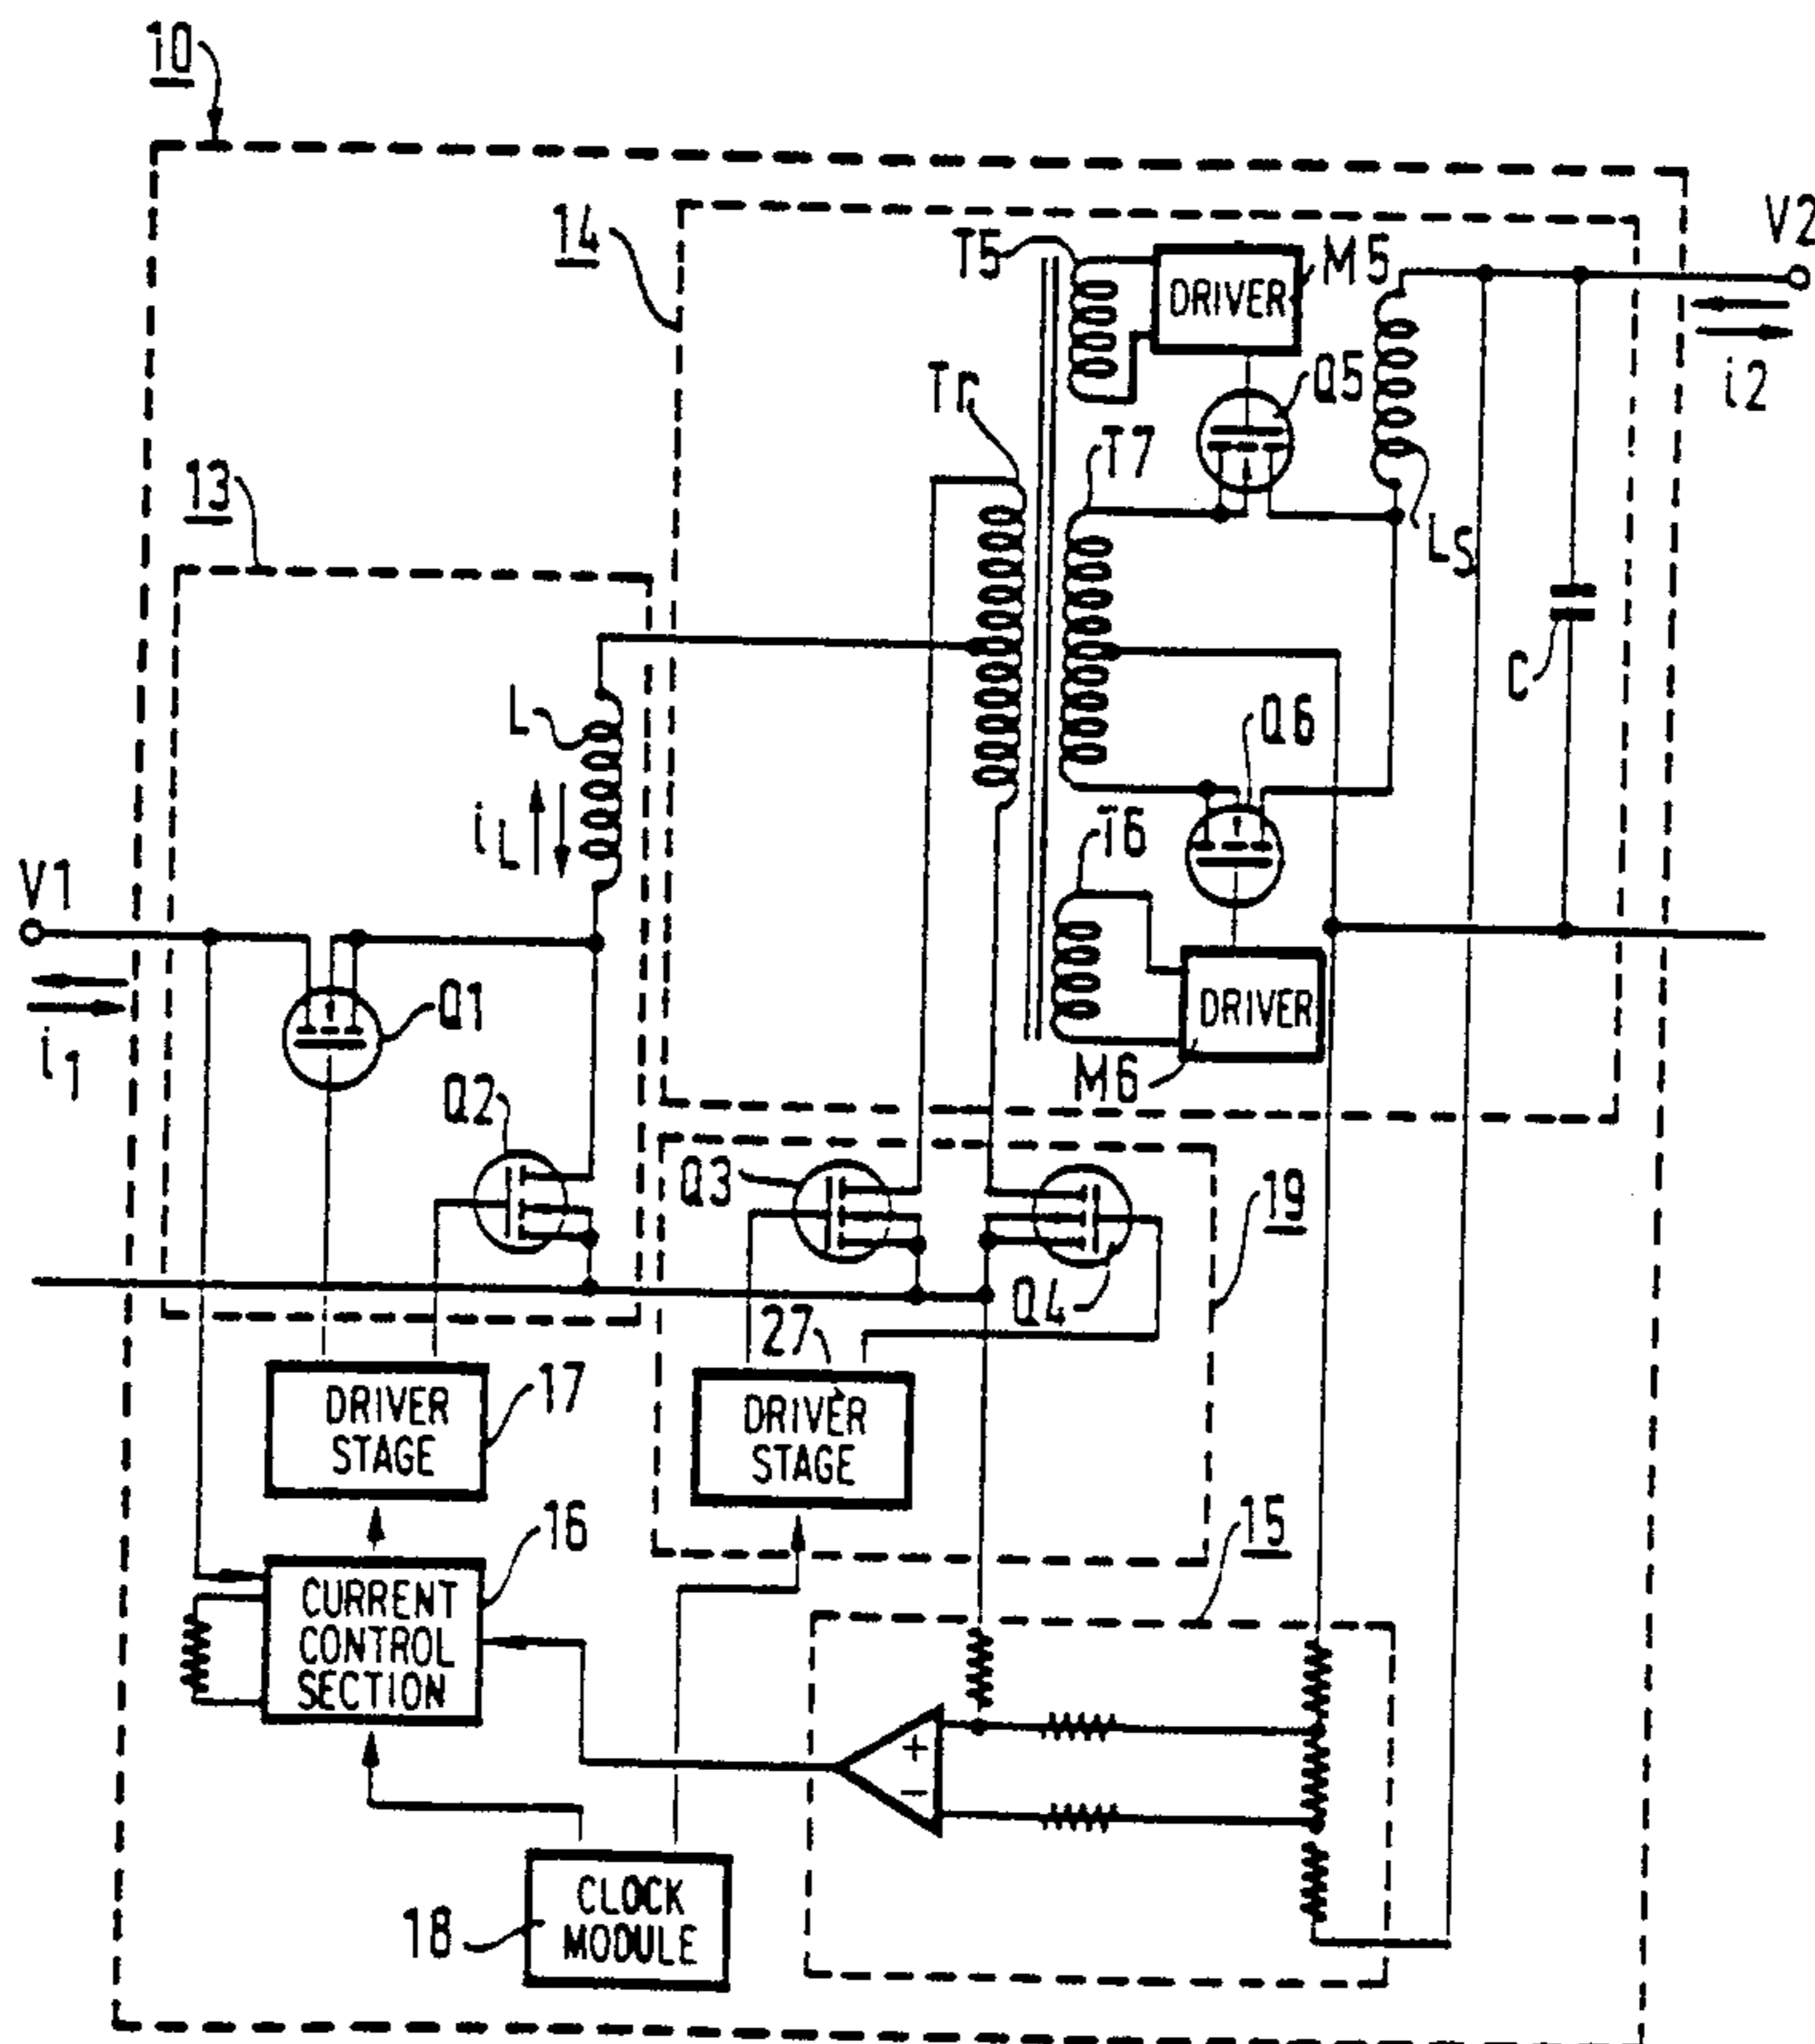 10
14
T5
DRIVER
M5
V2
Tr
Q5
i2
13
T7
LS
L
C
iL
Q6
V1
T6
i1
Q1
DRIVER
M6
Q2
Q3
19
Q4
27
17
DRIVER
STAGE
DRIVER
STAGE
16
15
CURRENT
CONTROL
SECTION
+
−
18
CLOCK
MODULE